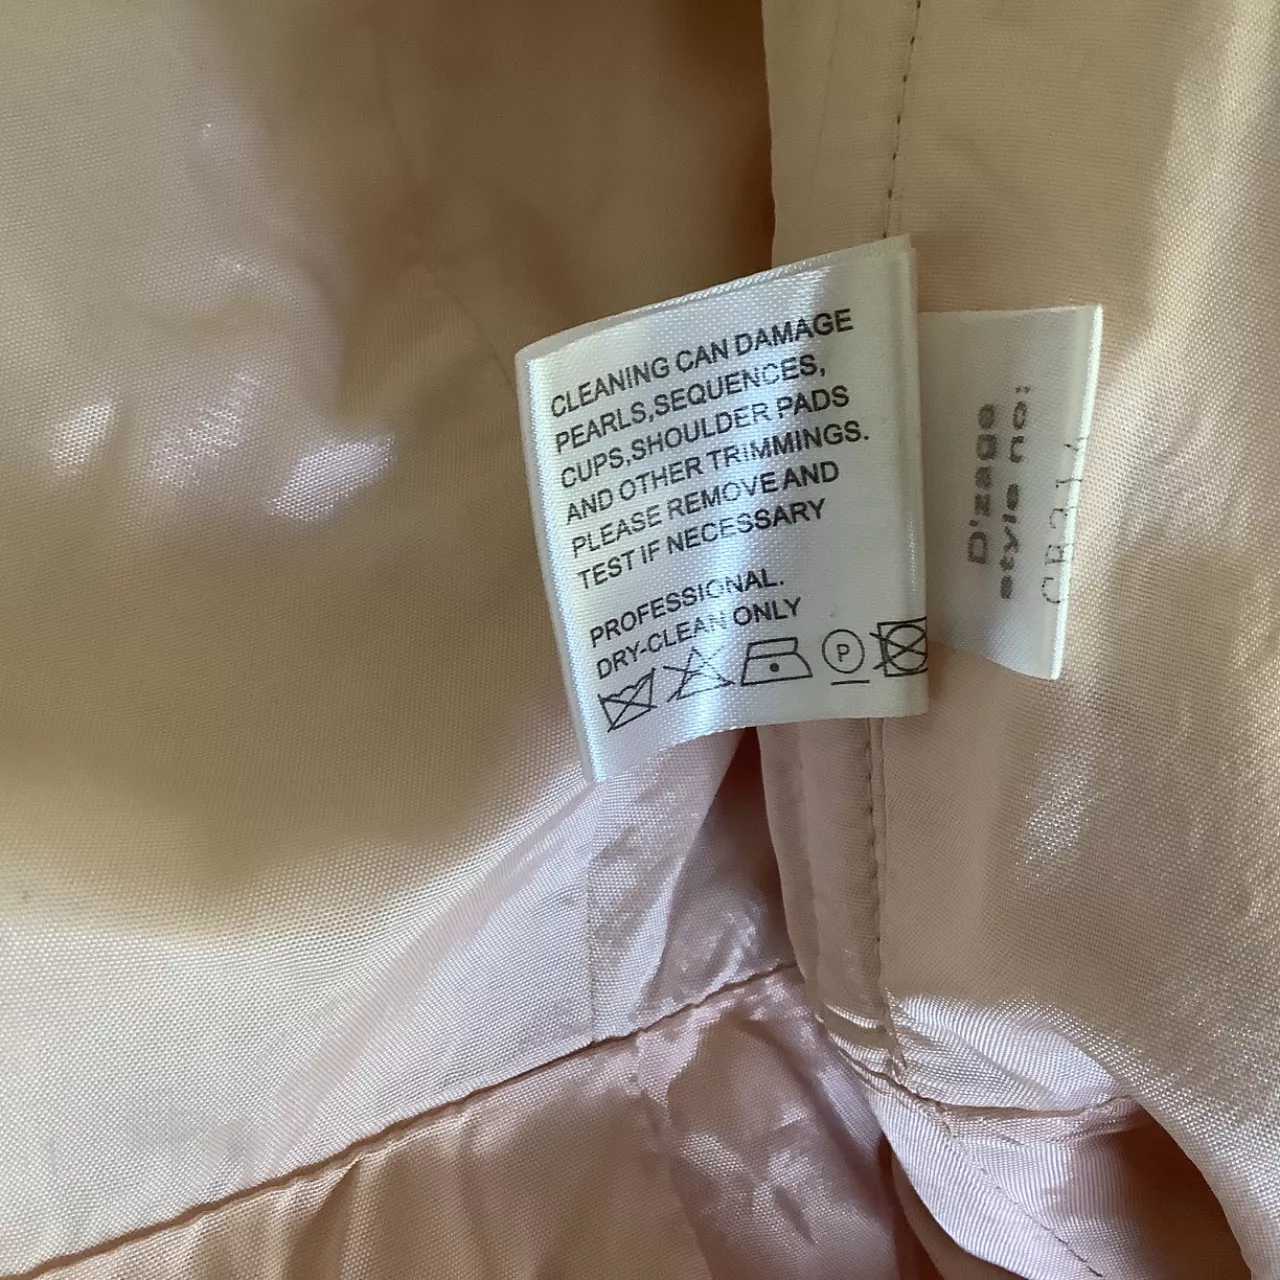 CLEANING CAN DAMAGE
PEARLS,SEQUENCES,
CUPS,SHOULDER PADS
AND OTHER TRIMMINGS.
PLEASE REMOVE AND
TEST IF NECESSARY
PROFESSIONAL.
DRY-CLEAN ONLY
P
D'zage
style no: